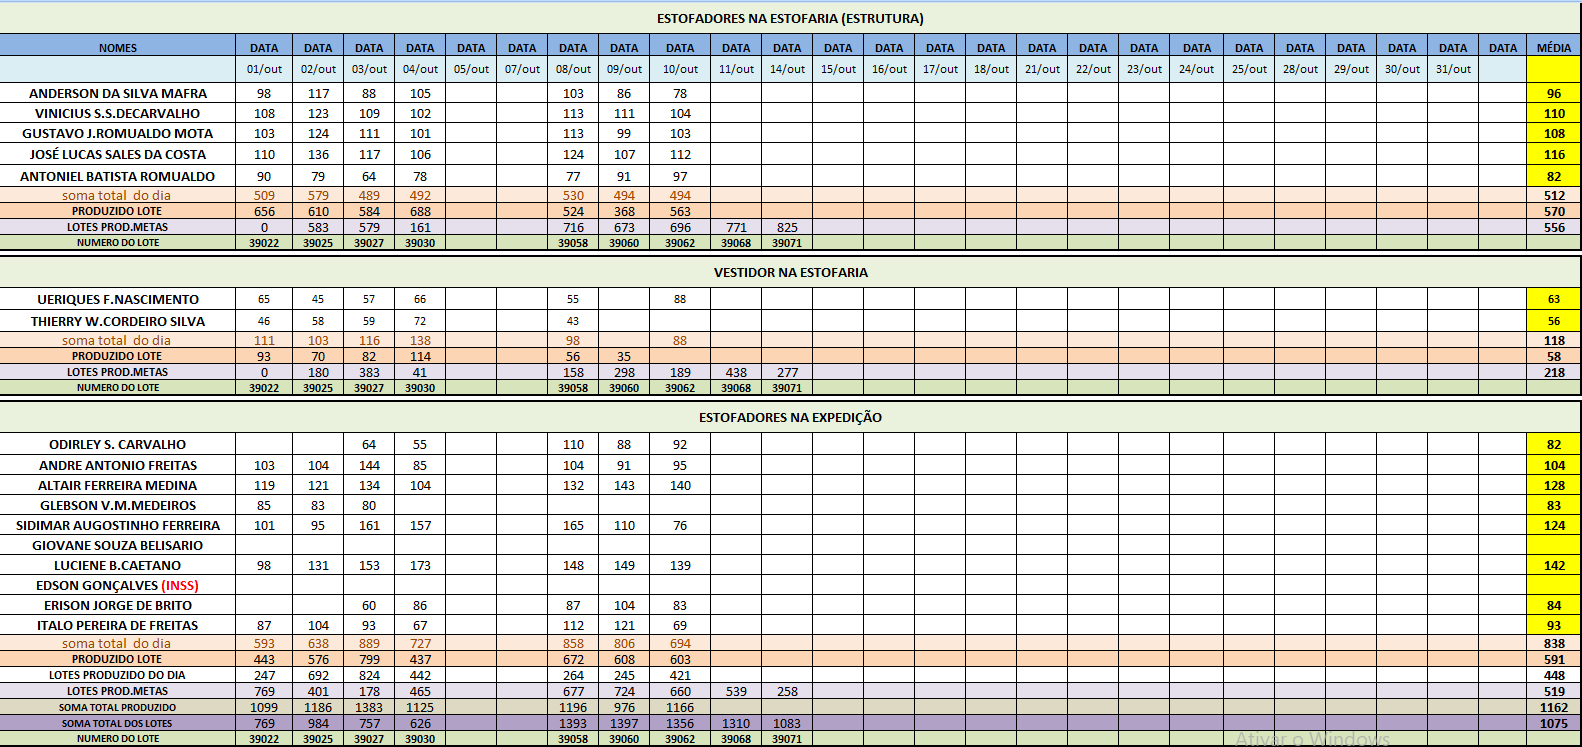 ESTOFADORES NA ESTOFARIA (ESTRUTURA)
NOMES DATA DATA DATA DATA DATA DATA DATA DATA DATA DATA DATA DATA DATA DATA DATA DATA DATA DATA DATA DATA DATA DATA DATA DATA DATA MÉDIA
01/out 02/out 03/out 04/out 05/out 07/out 08/out 09/out 10/out 11/out 14/out 15/out 16/out 17/out 18/out 21/out 22/out 23/out 24/out 25/out 28/out 29/out 30/out 31/out
ANDERSON DA SILVA MAFRA 98 117 88 105 103 86 78 96
VINICIUS S.S.DECARVALHO 108 123 109 102 113 111 104 110
GUSTAVO J.ROMUALDO MOTA 103 124 111 101 113 99 103 108
JOSÉ LUCAS SALES DA COSTA 110 136 117 106 124 107 112 116
ANTONIEL BATISTA ROMUALDO 90 79 64 78 77 91 97 82
soma total do dia 509 579 489 492 530 494 494 512
PRODUZIDO LOTE 656 610 584 688 524 368 563 570
LOTES PROD.METAS 0 583 579 161 716 673 696 771 825 556
NUMERO DO LOTE 39022 39025 39027 39030 39058 39060 39062 39068 39071
VESTIDOR NA ESTOFARIA
UERIQUES F.NASCIMENTO 65 45 57 66 55 88 63
THIERRY W.CORDEIRO SILVA 46 58 59 72 43 56
soma total do dia 111 103 116 138 98 88 118
PRODUZIDO LOTE 93 70 82 114 56 35 58
LOTES PROD.METAS 0 180 383 41 158 298 189 438 277 218
NUMERO DO LOTE 39022 39025 39027 39030 39058 39060 39062 39068 39071
ESTOFADORES NA EXPEDIÇÃO
ODIRLEY S. CARVALHO 64 55 110 88 92 82
ANDRE ANTONIO FREITAS 103 104 144 85 104 91 95 104
ALTAIR FERREIRA MEDINA 119 121 134 104 132 143 140 128
GLEBSON V.M.MEDEIROS 85 83 80 83
SIDIMAR AUGOSTINHO FERREIRA 101 95 161 157 165 110 76 124
GIOVANE SOUZA BELISARIO
LUCIENE B.CAETANO 98 131 153 173 148 149 139 142
EDSON GONÇALVES (INSS)
ERISON JORGE DE BRITO 60 86 87 104 83 84
ITALO PEREIRA DE FREITAS 87 104 93 67 112 121 69 93
soma total do dia 593 638 889 727 858 806 694 838
PRODUZIDO LOTE 443 576 799 437 672 608 603 591
LOTES PRODUZIDO DO DIA 247 692 824 442 264 245 421 448
LOTES PROD.METAS 769 401 178 465 677 724 660 539 258 519
SOMA TOTAL PRODUZIDO 1099 1186 1383 1125 1196 976 1166 1162
SOMA TOTAL DOS LOTES 769 984 757 626 1393 1397 1356 1310 1083 1075
NUMERO DO LOTE 39022 39025 39027 39030 39058 39060 39062 39068 39071
Ativar o Windows